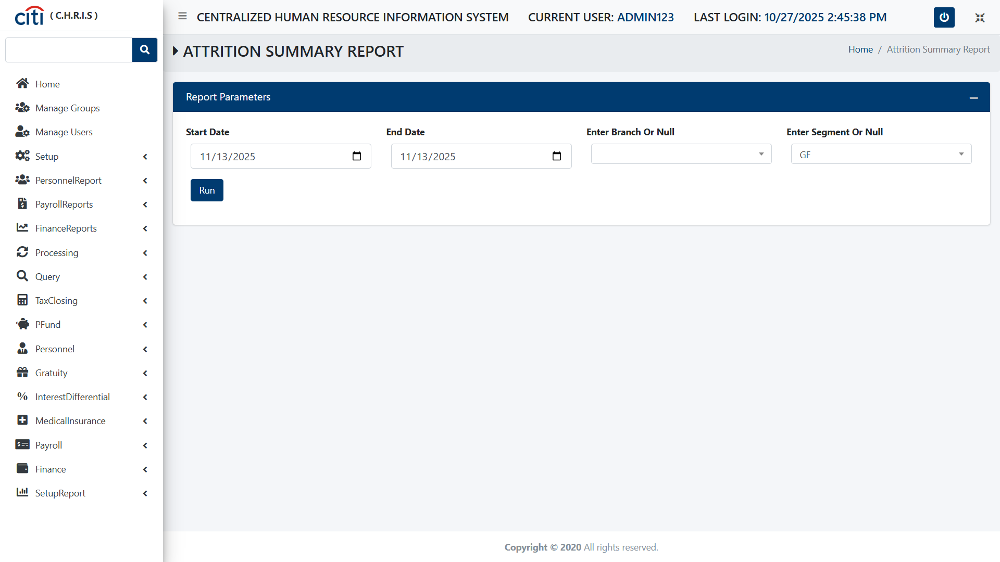 citi ( C.H.R.I.S )
CENTRALIZED HUMAN RESOURCE INFORMATION SYSTEM CURRENT USER: ADMIN123 LAST LOGIN: 10/27/2025 2:45:38 PM
ATTRITION SUMMARY REPORT
Home / Attrition Summary Report
Home
Manage Groups
Manage Users
Setup
PersonnelReport
PayrollReports
FinanceReports
Processing
Query
TaxClosing
PFund
Personnel
Gratuity
% InterestDifferential
MedicalInsurance
Payroll
Finance
SetupReport
Report Parameters
Start Date
11/13/2025
End Date
11/13/2025
Enter Branch Or Null
Enter Segment Or Null
GF
Run
Copyright © 2020 All rights reserved.